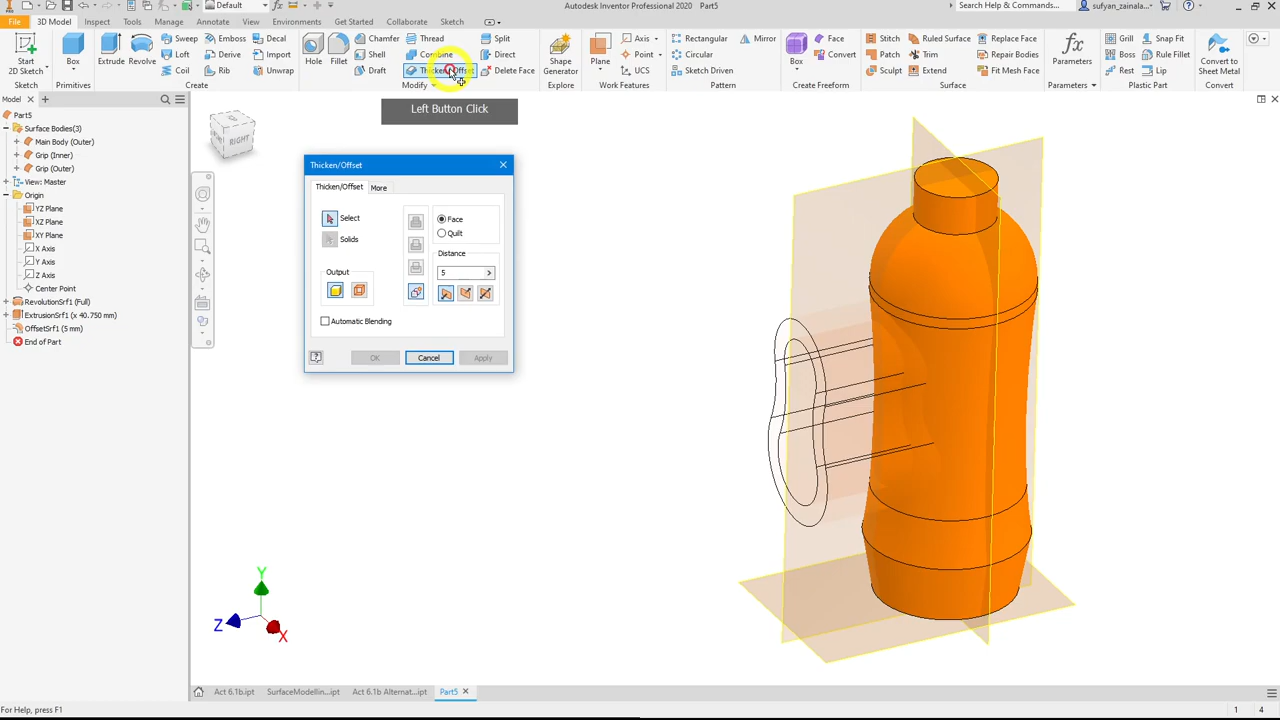 Default
Autodesk Inventor Professional 2020 Part5
Search Help & Commands...
sufyan_zainala...
File 3D Model Sketch Inspect Tools Manage Annotate View Environments Get Started Collaborate Sketch
Start
2D Sketch
Box
Primitives
Extrude
Revolve
Sweep
Loft
Coil
Emboss
Derive
Rib
Decal
Import
Unwrap
Create
Hole
Fillet
Chamfer
Shell
Draft
Thread
Combine
Thicken/Offset
Split
Direct
Delete Face
Modify
Shape
Generator
Explore
Plane
Axis
Point
UCS
Work Features
Rectangular
Circular
Sketch Driven
Mirror
Pattern
Box
Face
Convert
Create Freeform
Stitch
Patch
Sculpt
Ruled Surface
Trim
Extend
Replace Face
Repair Bodies
Fit Mesh Face
Surface
Parameters
Parameters
Grill
Boss
Rest
Snap Fit
Rule Fillet
Lip
Plastic Part
Convert to
Sheet Metal
Convert
Left Button Click
Model
Part5
Surface Bodies(3)
Main Body (Outer)
Grip (Inner)
Grip (Outer)
View: Master
Origin
YZ Plane
XZ Plane
XY Plane
X Axis
Y Axis
Z Axis
Center Point
RevolutionSrf1 (Full)
ExtrusionSrf1 (x 40.750 mm)
OffsetSrf1 (5 mm)
End of Part
RIGHT
Thicken/Offset
Thicken/Offset More
Select
Solids
Face
Quilt
Distance
5
Output
Automatic Blending
OK Cancel Apply
Y
Z
X
Act 6.1b.ipt SurfaceModellin...t Act 6.1b Alternat...ipt Part5
For Help, press F1
1 4